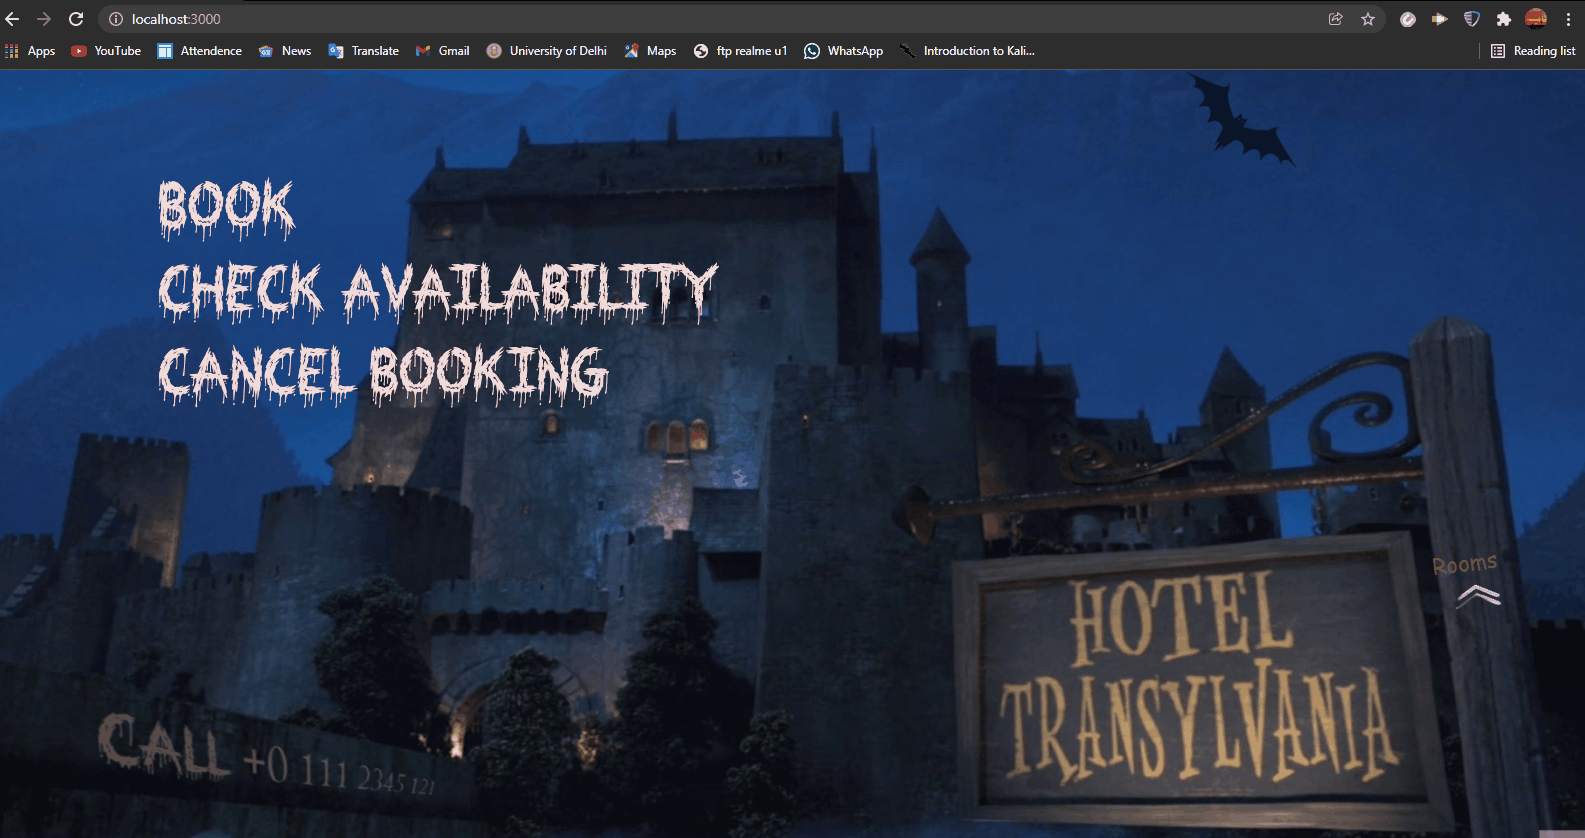 localhost:3000
Apps YouTube Attendence News Translate Gmail University of Delhi Maps ftp realme u1 WhatsApp Introduction to Kali... Reading list
BOOK
CHECK AVAILABILITY
CANCEL BOOKING
Rooms
HOTEL
TRANSYLVANIA
CALL +0 111 2345 121